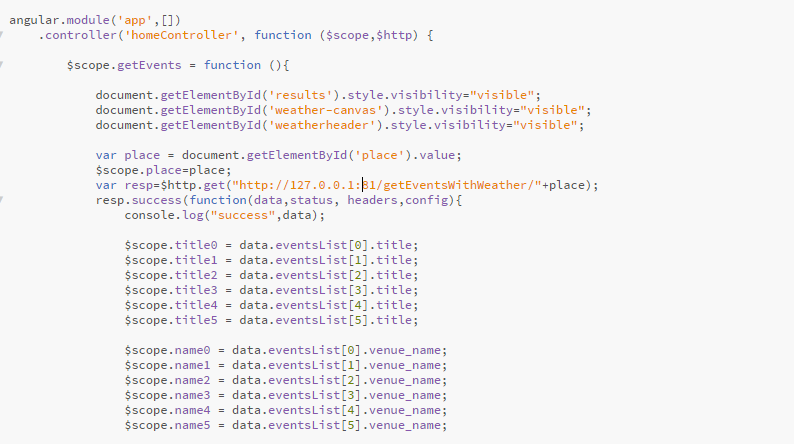 angular.module('app',[])
.controller('homeController', function ($scope,$http) {
$scope.getEvents = function (){
document.getElementById('results').style.visibility="visible";
document.getElementById('weather-canvas').style.visibility="visible";
document.getElementById('weatherheader').style.visibility="visible";
var place = document.getElementById('place').value;
$scope.place=place;
var resp=$http.get("http://127.0.0.1:81/getEventsWithWeather/"+place);
resp.success(function(data,status, headers,config){
console.log("success",data);
$scope.title0 = data.eventsList[0].title;
$scope.title1 = data.eventsList[1].title;
$scope.title2 = data.eventsList[2].title;
$scope.title3 = data.eventsList[3].title;
$scope.title4 = data.eventsList[4].title;
$scope.title5 = data.eventsList[5].title;
$scope.name0 = data.eventsList[0].venue_name;
$scope.name1 = data.eventsList[1].venue_name;
$scope.name2 = data.eventsList[2].venue_name;
$scope.name3 = data.eventsList[3].venue_name;
$scope.name4 = data.eventsList[4].venue_name;
$scope.name5 = data.eventsList[5].venue_name;